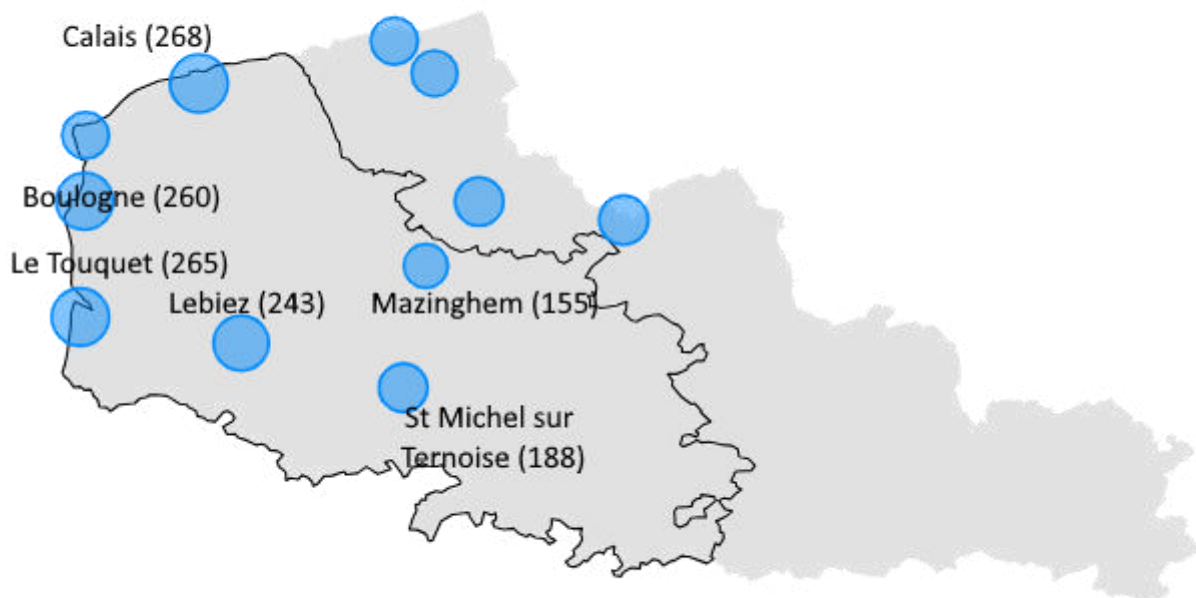 Calais (268)
Boulogne (260)
Le Touquet (265)
Lebiez (243)
Mazinghem (155)
St Michel sur
Ternoise (188)